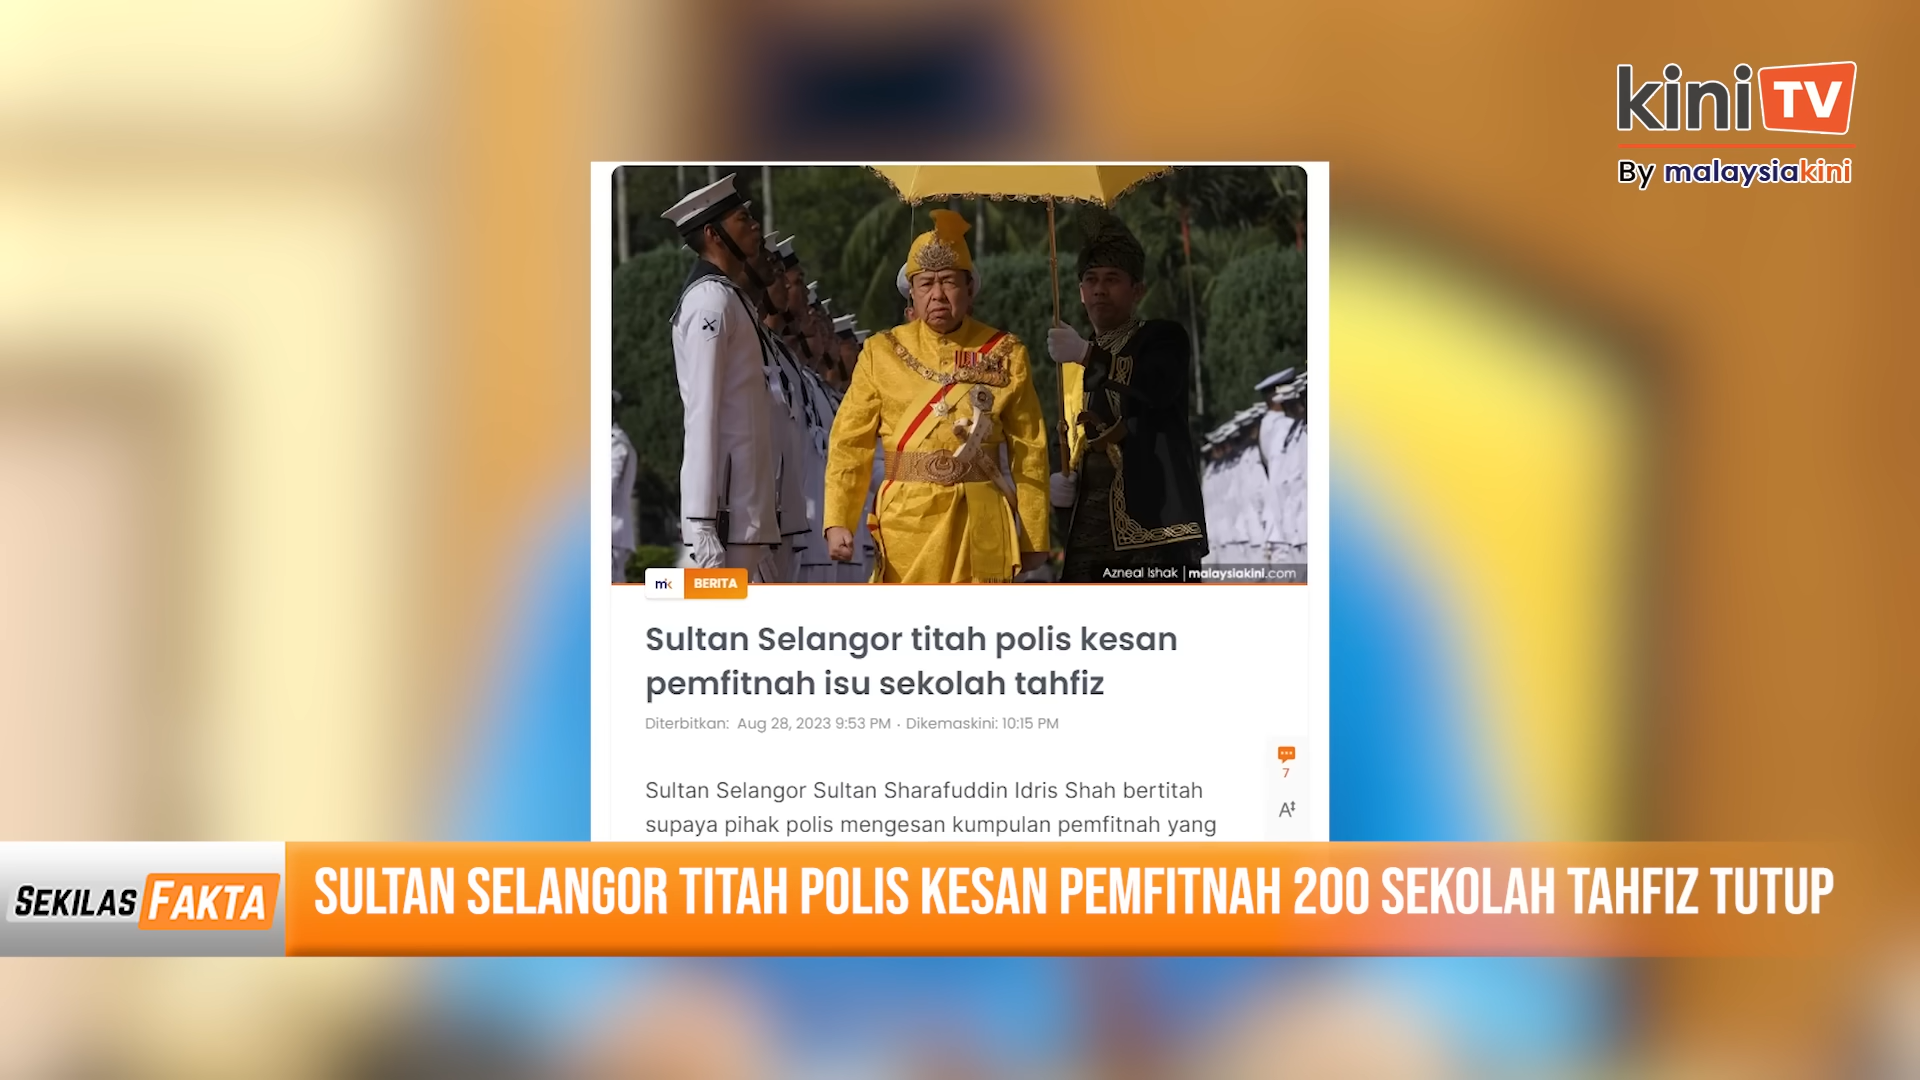 kini TV
By malaysiakini
Azneal Ishak | malaysiakini.com
mk BERITA
Sultan Selangor titah polis kesan
pemfitnah isu sekolah tahfiz
Diterbitkan: Aug 28, 2023 9:53 PM · Dikemaskini: 10:15 PM
7
A
Sultan Selangor Sultan Sharafuddin Idris Shah bertitah
supaya pihak polis mengesan kumpulan pemfitnah yang
SEKILAS FAKTA
SULTAN SELANGOR TITAH POLIS KESAN PEMFITNAH 200 SEKOLAH TAHFIZ TUTUP